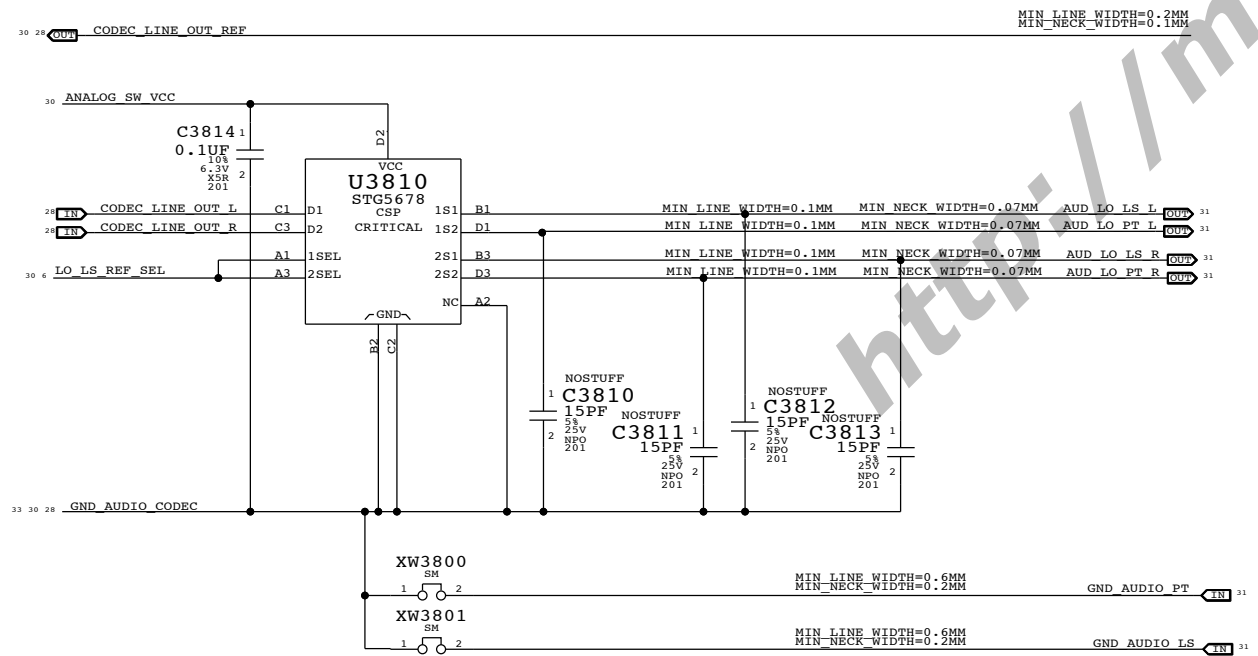 MIN_LINE_WIDTH=0.2MM
MIN_NECK_WIDTH=0.1MM
30 28 OUT CODEC_LINE_OUT_REF
30 ANALOG_SW_VCC
C3814 1
0.1UF
10%
6.3V
X5R
201
2
D2
VCC
U3810
STG5678
CSP
CRITICAL
28 IN CODEC_LINE_OUT_L C1 D1
28 IN CODEC_LINE_OUT_R C3 D2
A1 1SEL
30 6 LO_LS_REF_SEL A3 2SEL
1S1 B1 MIN_LINE_WIDTH=0.1MM MIN_NECK_WIDTH=0.07MM AUD_LO_LS_L OUT 31
1S2 D1 MIN_LINE_WIDTH=0.1MM MIN_NECK_WIDTH=0.07MM AUD_LO_PT_L OUT 31
2S1 B3 MIN_LINE_WIDTH=0.1MM MIN_NECK_WIDTH=0.07MM AUD_LO_LS_R OUT 31
2S2 D3 MIN_LINE_WIDTH=0.1MM MIN_NECK_WIDTH=0.07MM AUD_LO_PT_R OUT 31
NC A2
GND
B2 C2
NOSTUFF
1 C3810
15PF
5%
25V
NPO
201
2
NOSTUFF
C3811 1
15PF
5%
25V
NPO
201
2
NOSTUFF
1 C3812
15PF
5%
25V
NPO
201
2
NOSTUFF
C3813 1
15PF
5%
25V
NPO
201
2
33 30 28 GND_AUDIO_CODEC
XW3800
SM
1 2
MIN_LINE_WIDTH=0.6MM
MIN_NECK_WIDTH=0.2MM
GND_AUDIO_PT IN 31
XW3801
SM
1 2
MIN_LINE_WIDTH=0.6MM
MIN_NECK_WIDTH=0.2MM
GND_AUDIO_LS IN 31
http://m